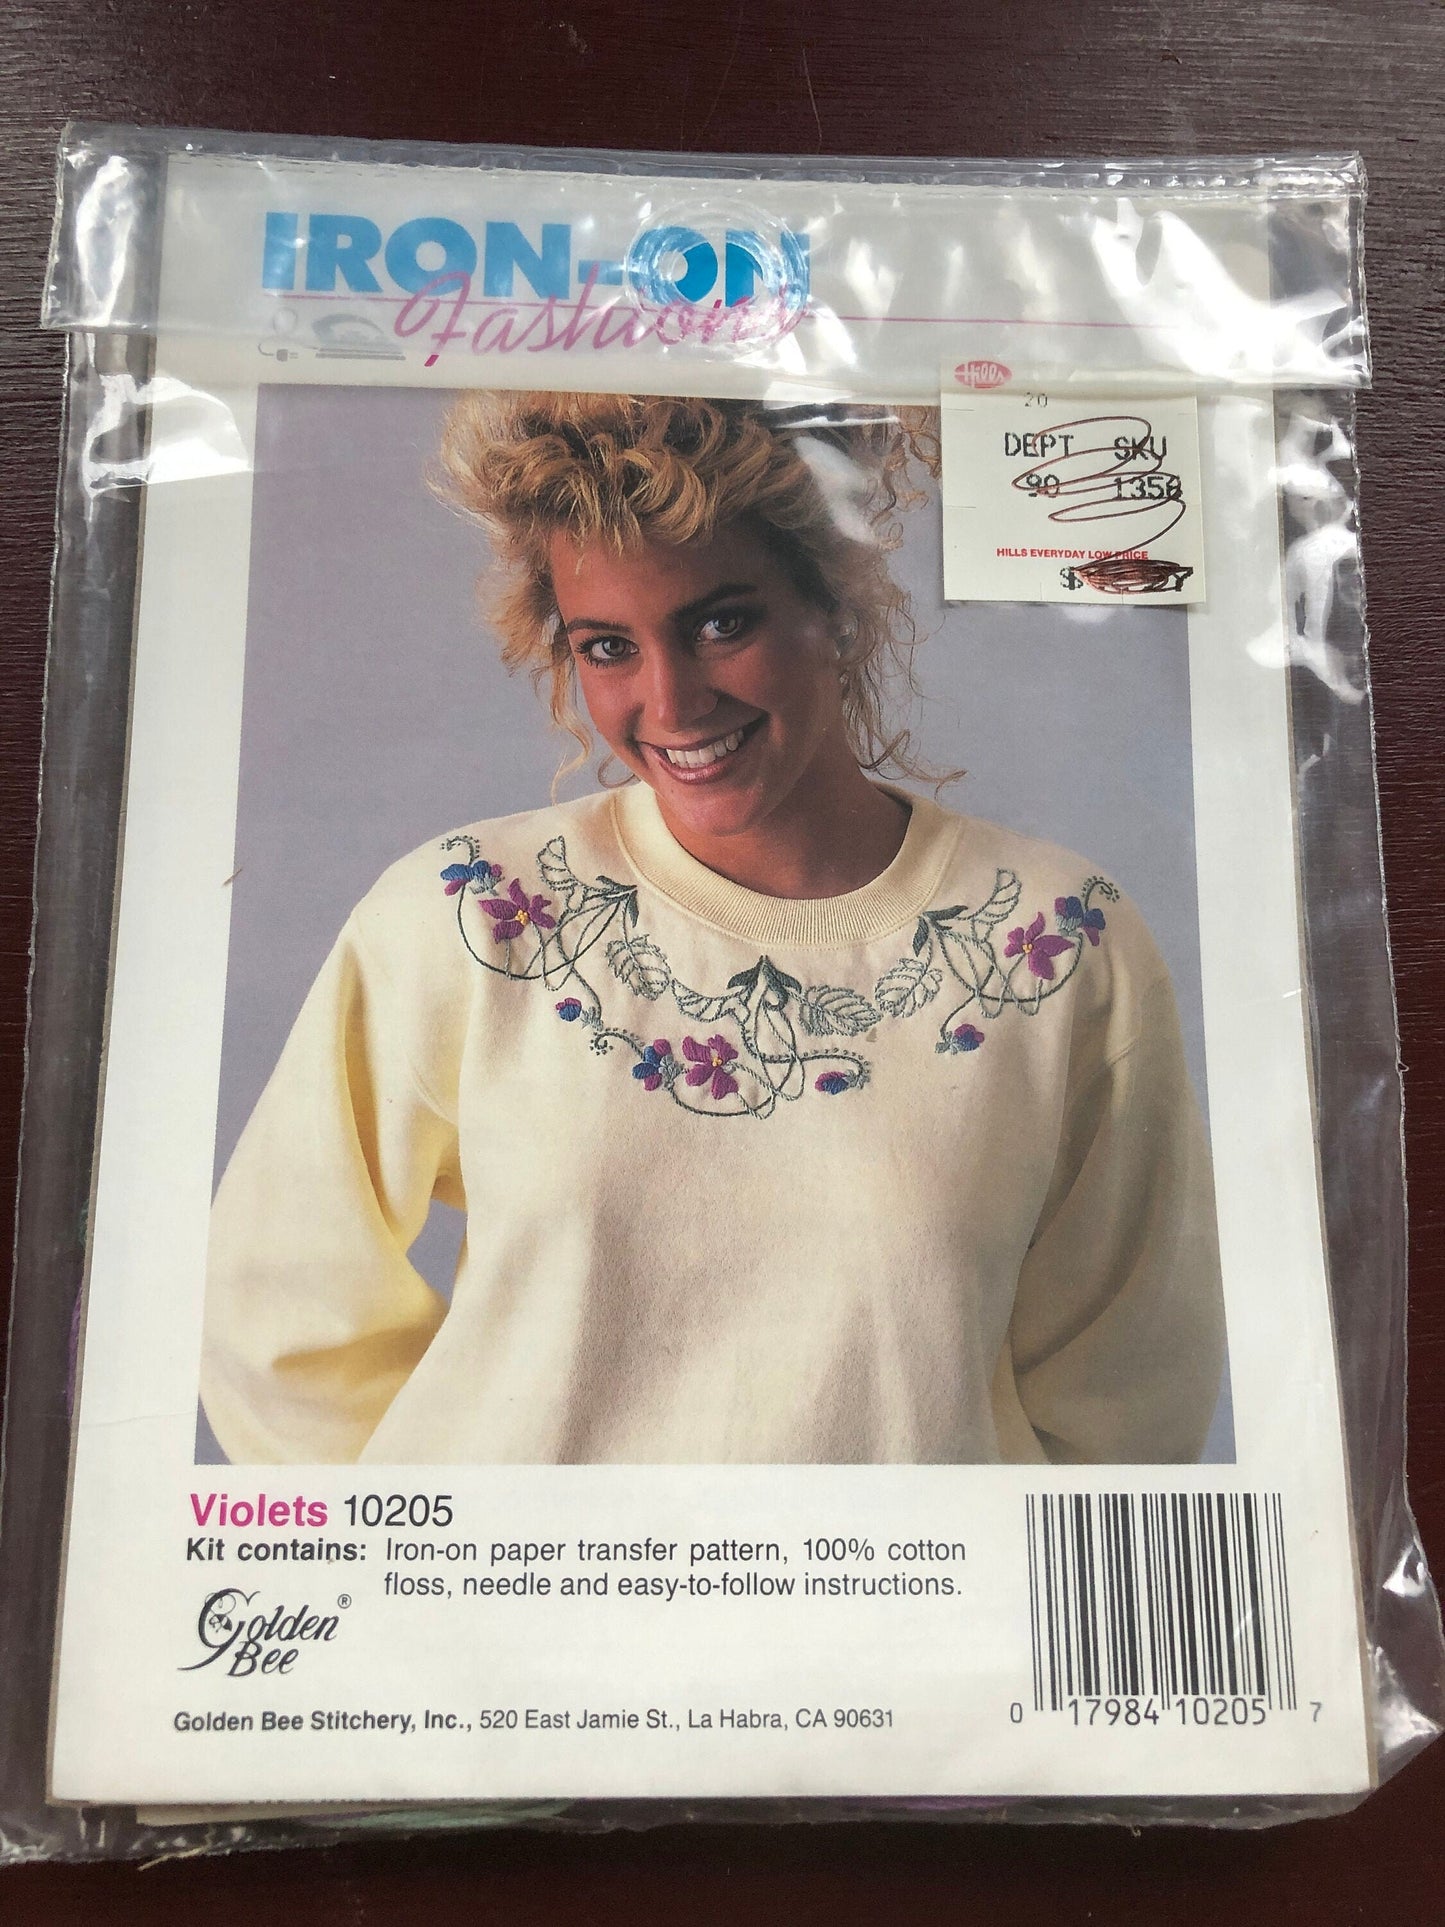 IRON-ON
Fashions
Hills
20
DEPT SKU
90 1356
HILLS EVERYDAY LOW PRICE
$
Violets 10205
Kit contains: Iron-on paper transfer pattern, 100% cotton
floss, needle and easy-to-follow instructions.
Golden ®
Bee
Golden Bee Stitchery, Inc., 520 East Jamie St., La Habra, CA 90631
0 17984 10205 7